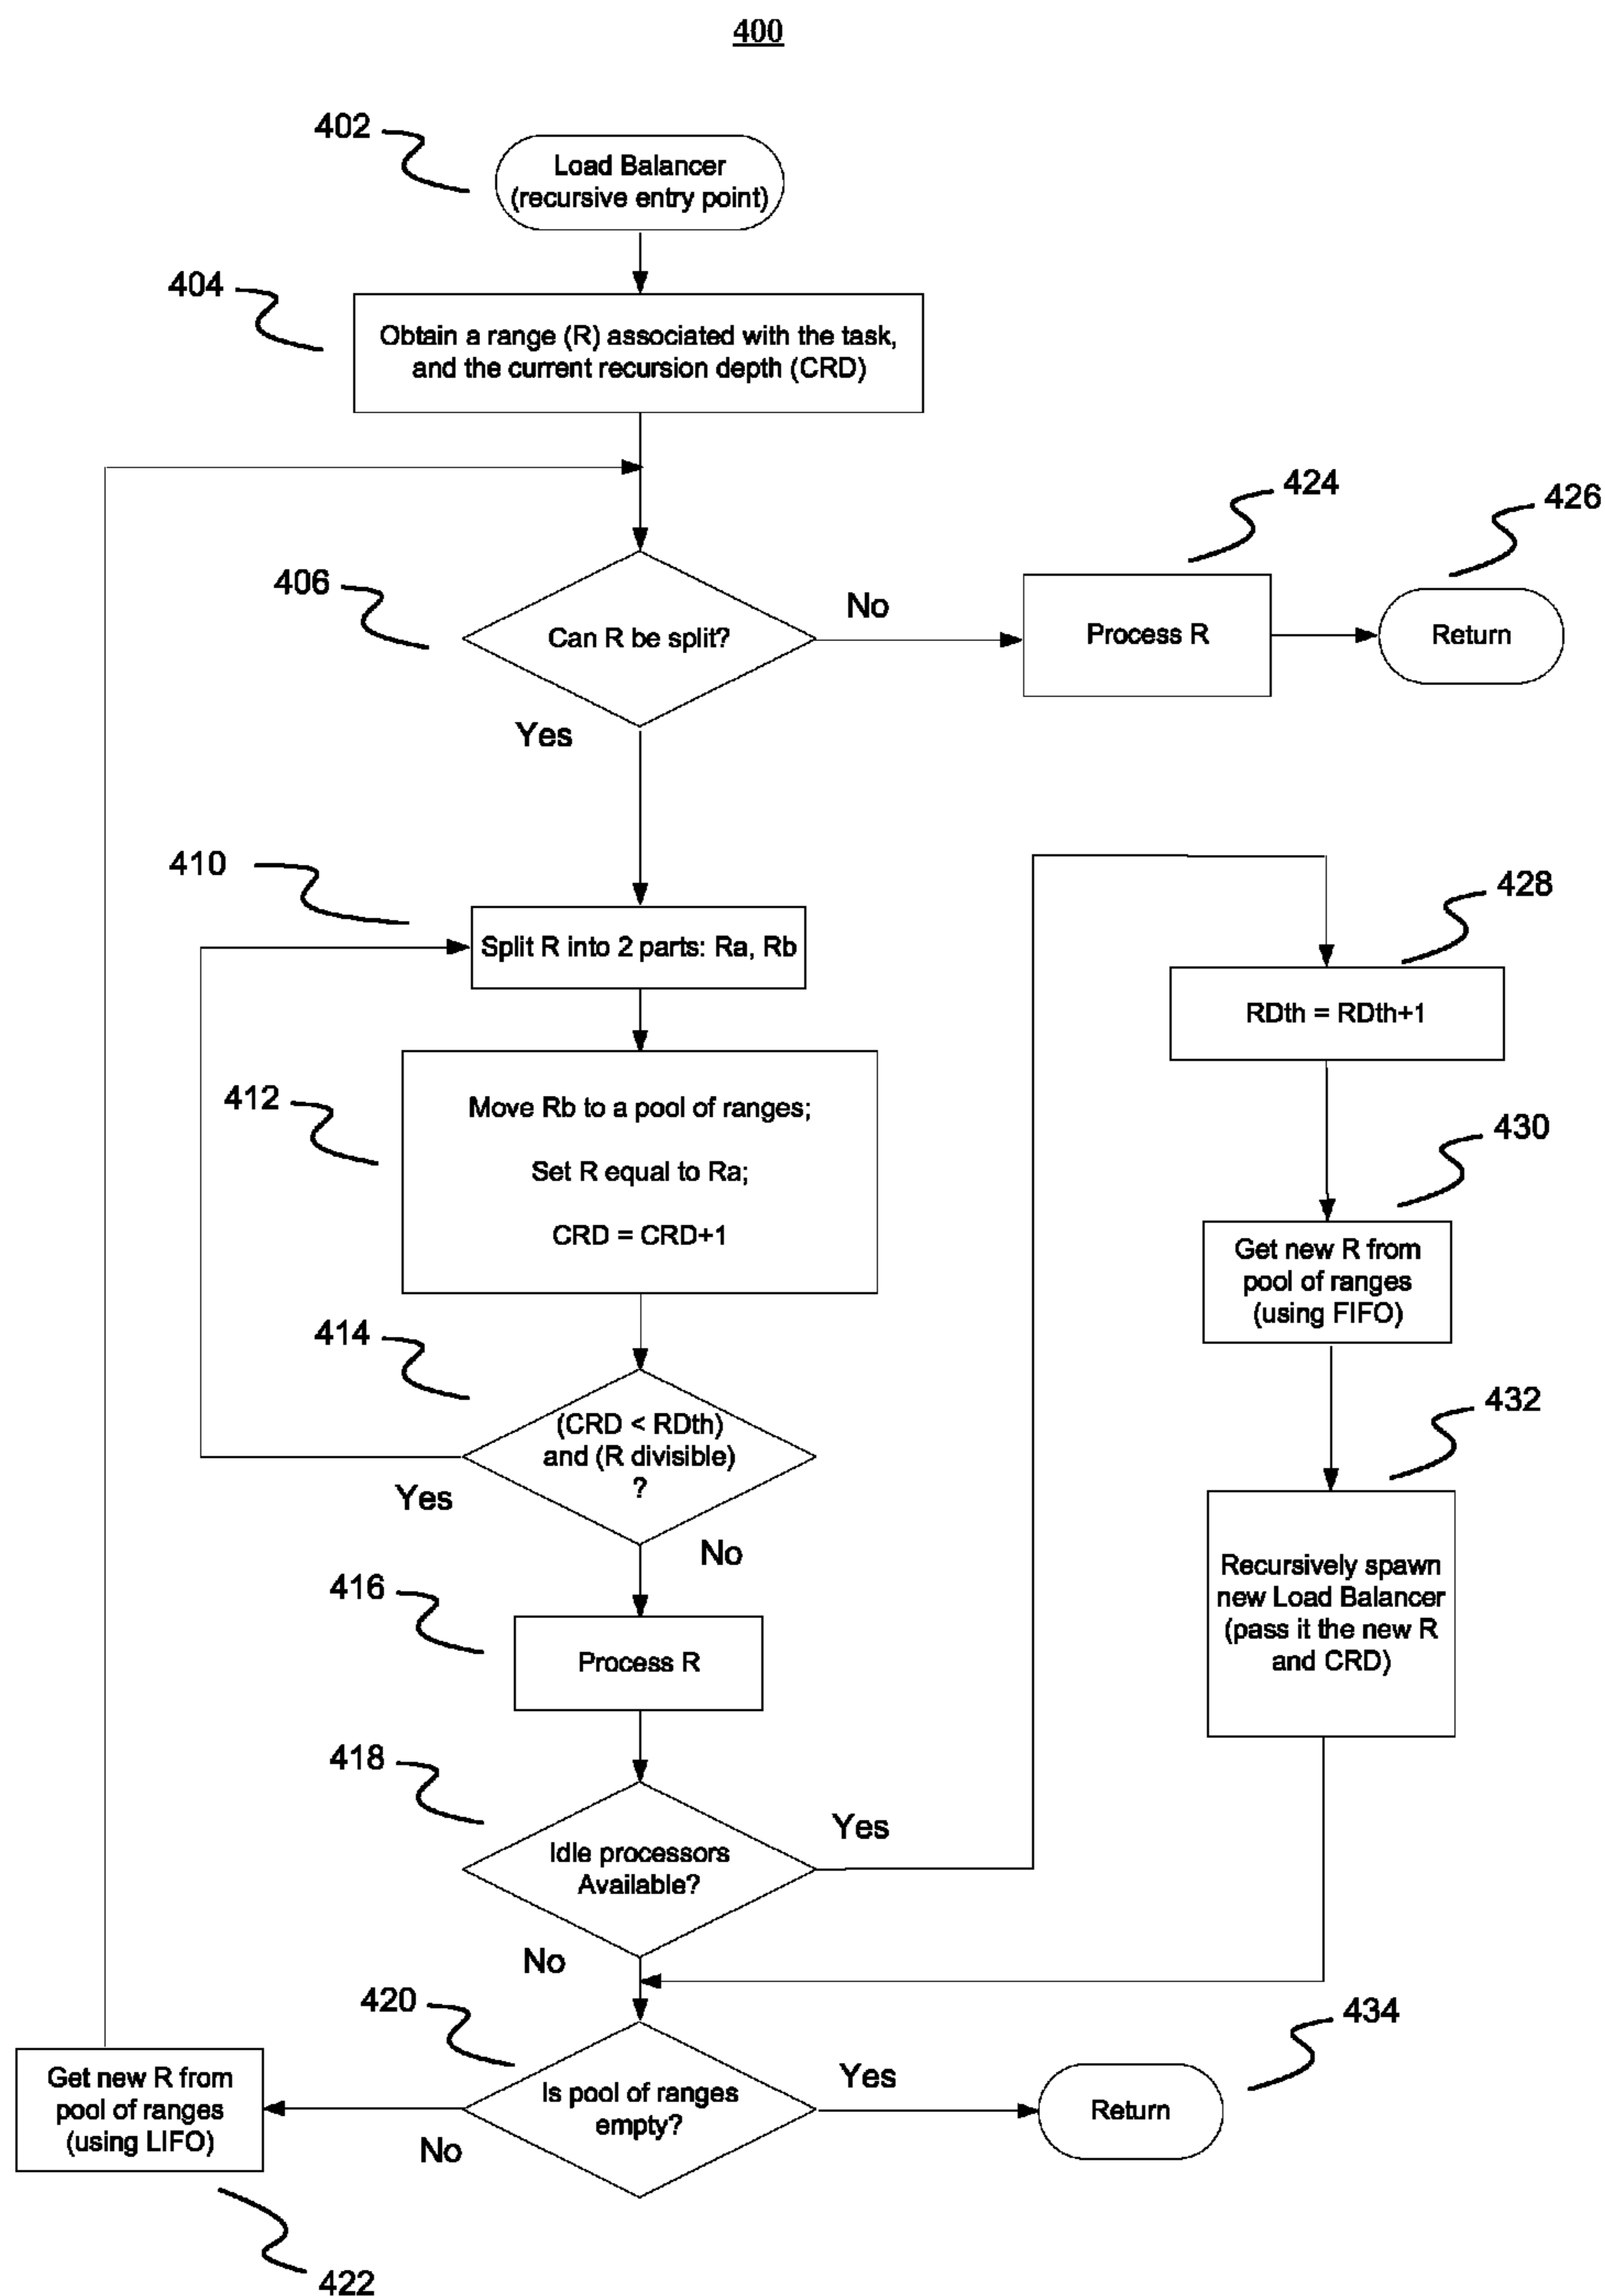 400
402
Load Balancer
(recursive entry point)
404
Obtain a range (R) associated with the task,
and the current recursion depth (CRD)
424
426
406
Can R be split?
No
Process R
Return
Yes
410
Split R into 2 parts: Ra, Rb
428
RDth = RDth+1
412
Move Rb to a pool of ranges;
Set R equal to Ra;
CRD = CRD+1
430
Get new R from
pool of ranges
(using FIFO)
414
(CRD < RDth)
and (R divisible)
?
Yes
No
432
Recursively spawn
new Load Balancer
(pass it the new R
and CRD)
416
Process R
418
Idle processors
Available?
Yes
No
420
Is pool of ranges
empty?
Yes
434
Return
No
Get new R from
pool of ranges
(using LIFO)
422